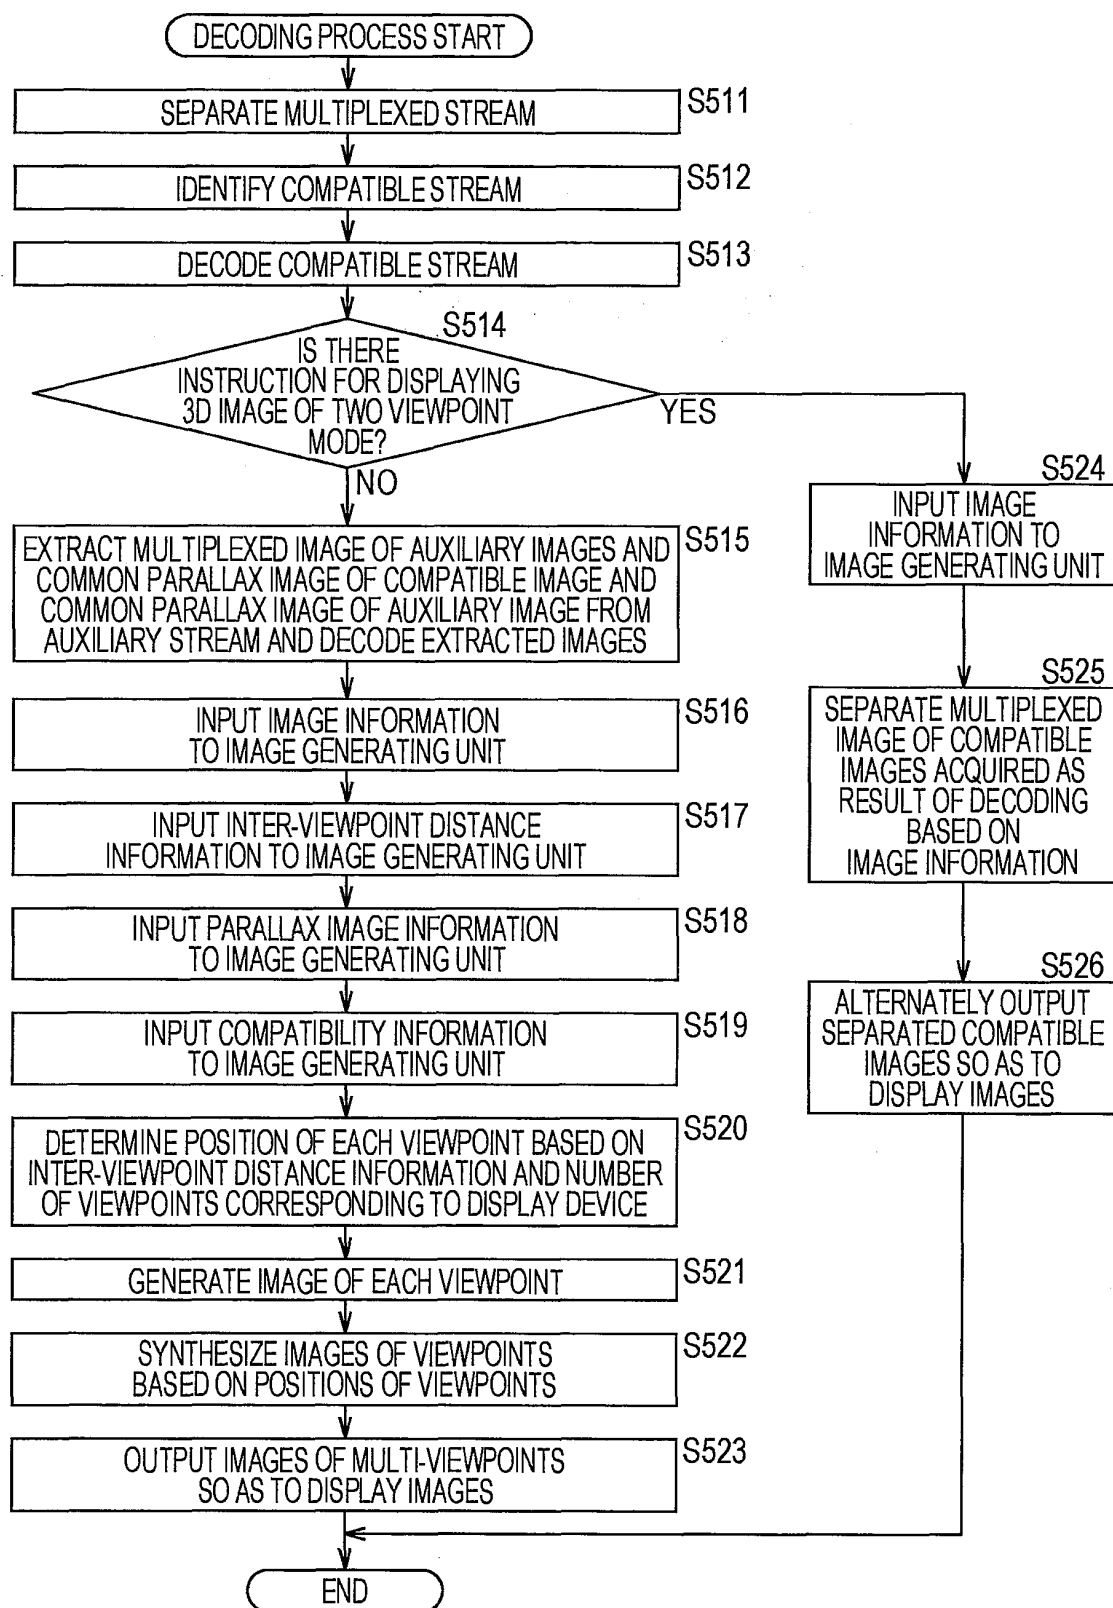 DECODING PROCESS START
S511
SEPARATE MULTIPLEXED STREAM
S512
IDENTIFY COMPATIBLE STREAM
S513
DECODE COMPATIBLE STREAM
S514
IS THERE
INSTRUCTION FOR DISPLAYING
3D IMAGE OF TWO VIEWPOINT
MODE?
YES
NO
S515
EXTRACT MULTIPLEXED IMAGE OF AUXILIARY IMAGES AND
COMMON PARALLAX IMAGE OF COMPATIBLE IMAGE AND
COMMON PARALLAX IMAGE OF AUXILIARY IMAGE FROM
AUXILIARY STREAM AND DECODE EXTRACTED IMAGES
S516
INPUT IMAGE INFORMATION
TO IMAGE GENERATING UNIT
S517
INPUT INTER-VIEWPOINT DISTANCE
INFORMATION TO IMAGE GENERATING UNIT
S518
INPUT PARALLAX IMAGE INFORMATION
TO IMAGE GENERATING UNIT
S519
INPUT COMPATIBILITY INFORMATION
TO IMAGE GENERATING UNIT
S520
DETERMINE POSITION OF EACH VIEWPOINT BASED ON
INTER-VIEWPOINT DISTANCE INFORMATION AND NUMBER
OF VIEWPOINTS CORRESPONDING TO DISPLAY DEVICE
S521
GENERATE IMAGE OF EACH VIEWPOINT
S522
SYNTHESIZE IMAGES OF VIEWPOINTS
BASED ON POSITIONS OF VIEWPOINTS
S523
OUTPUT IMAGES OF MULTI-VIEWPOINTS
SO AS TO DISPLAY IMAGES
S524
INPUT IMAGE
INFORMATION TO
IMAGE GENERATING UNIT
S525
SEPARATE MULTIPLEXED
IMAGE OF COMPATIBLE
IMAGES ACQUIRED AS
RESULT OF DECODING
BASED ON
IMAGE INFORMATION
S526
ALTERNATELY OUTPUT
SEPARATED COMPATIBLE
IMAGES SO AS TO
DISPLAY IMAGES
END